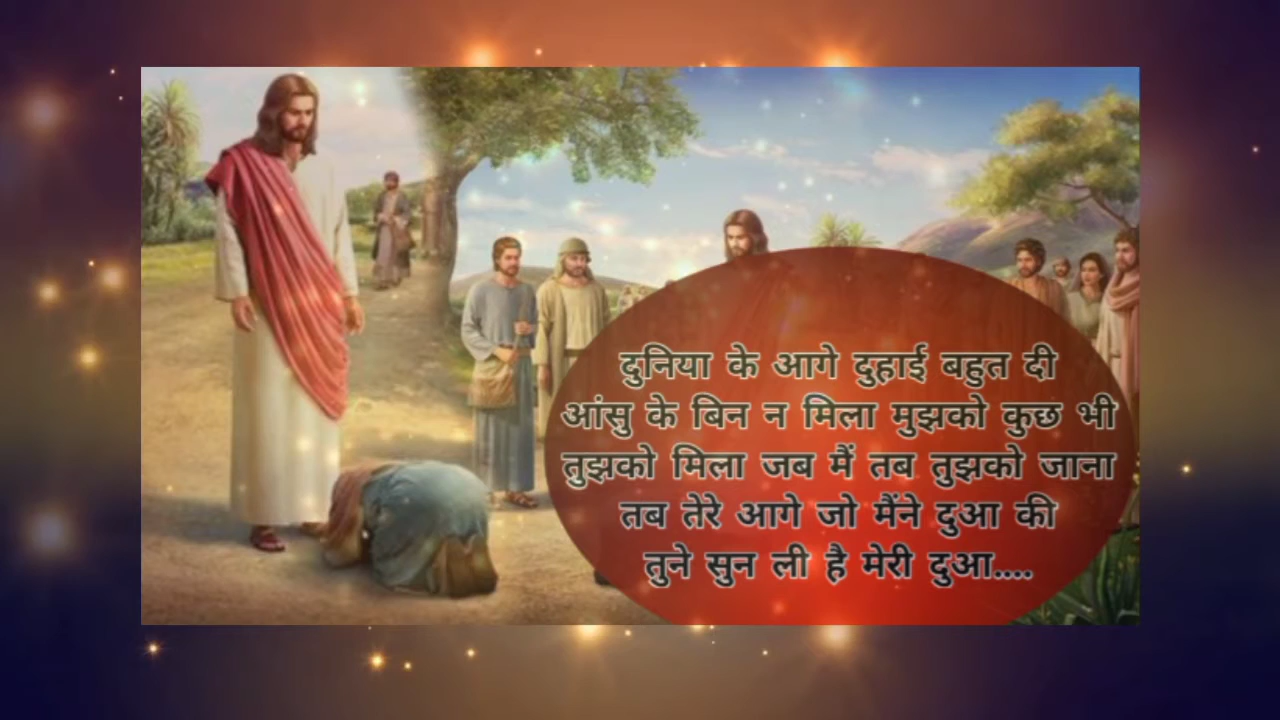 दुनिया के आगे दुहाई बहुत दी
आंसु के बिन न मिला मुझको कुछ भी
तुझको मिला जब मैं तब तुझको जाना
तब तेरे आगे जो मैंने दुआ की
तुने सुन ली है मेरी दुआ....